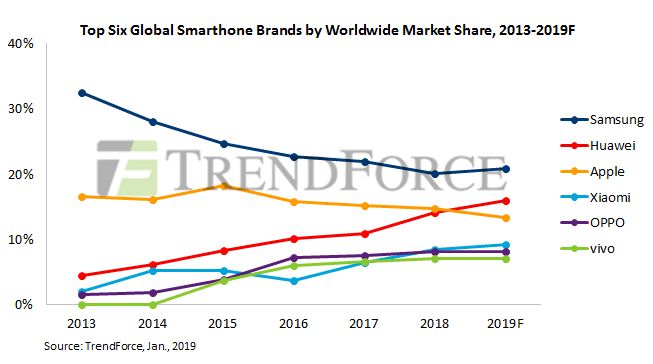 Top Six Global Smarthone Brands by Worldwide Market Share, 2013-2019F
40%
30%
20%
10%
0%
TRENDFORCE
2013 2014 2015 2016 2017 2018 2019F
Samsung
Huawei
Apple
Xiaomi
OPPO
vivo
Source: TrendForce, Jan., 2019